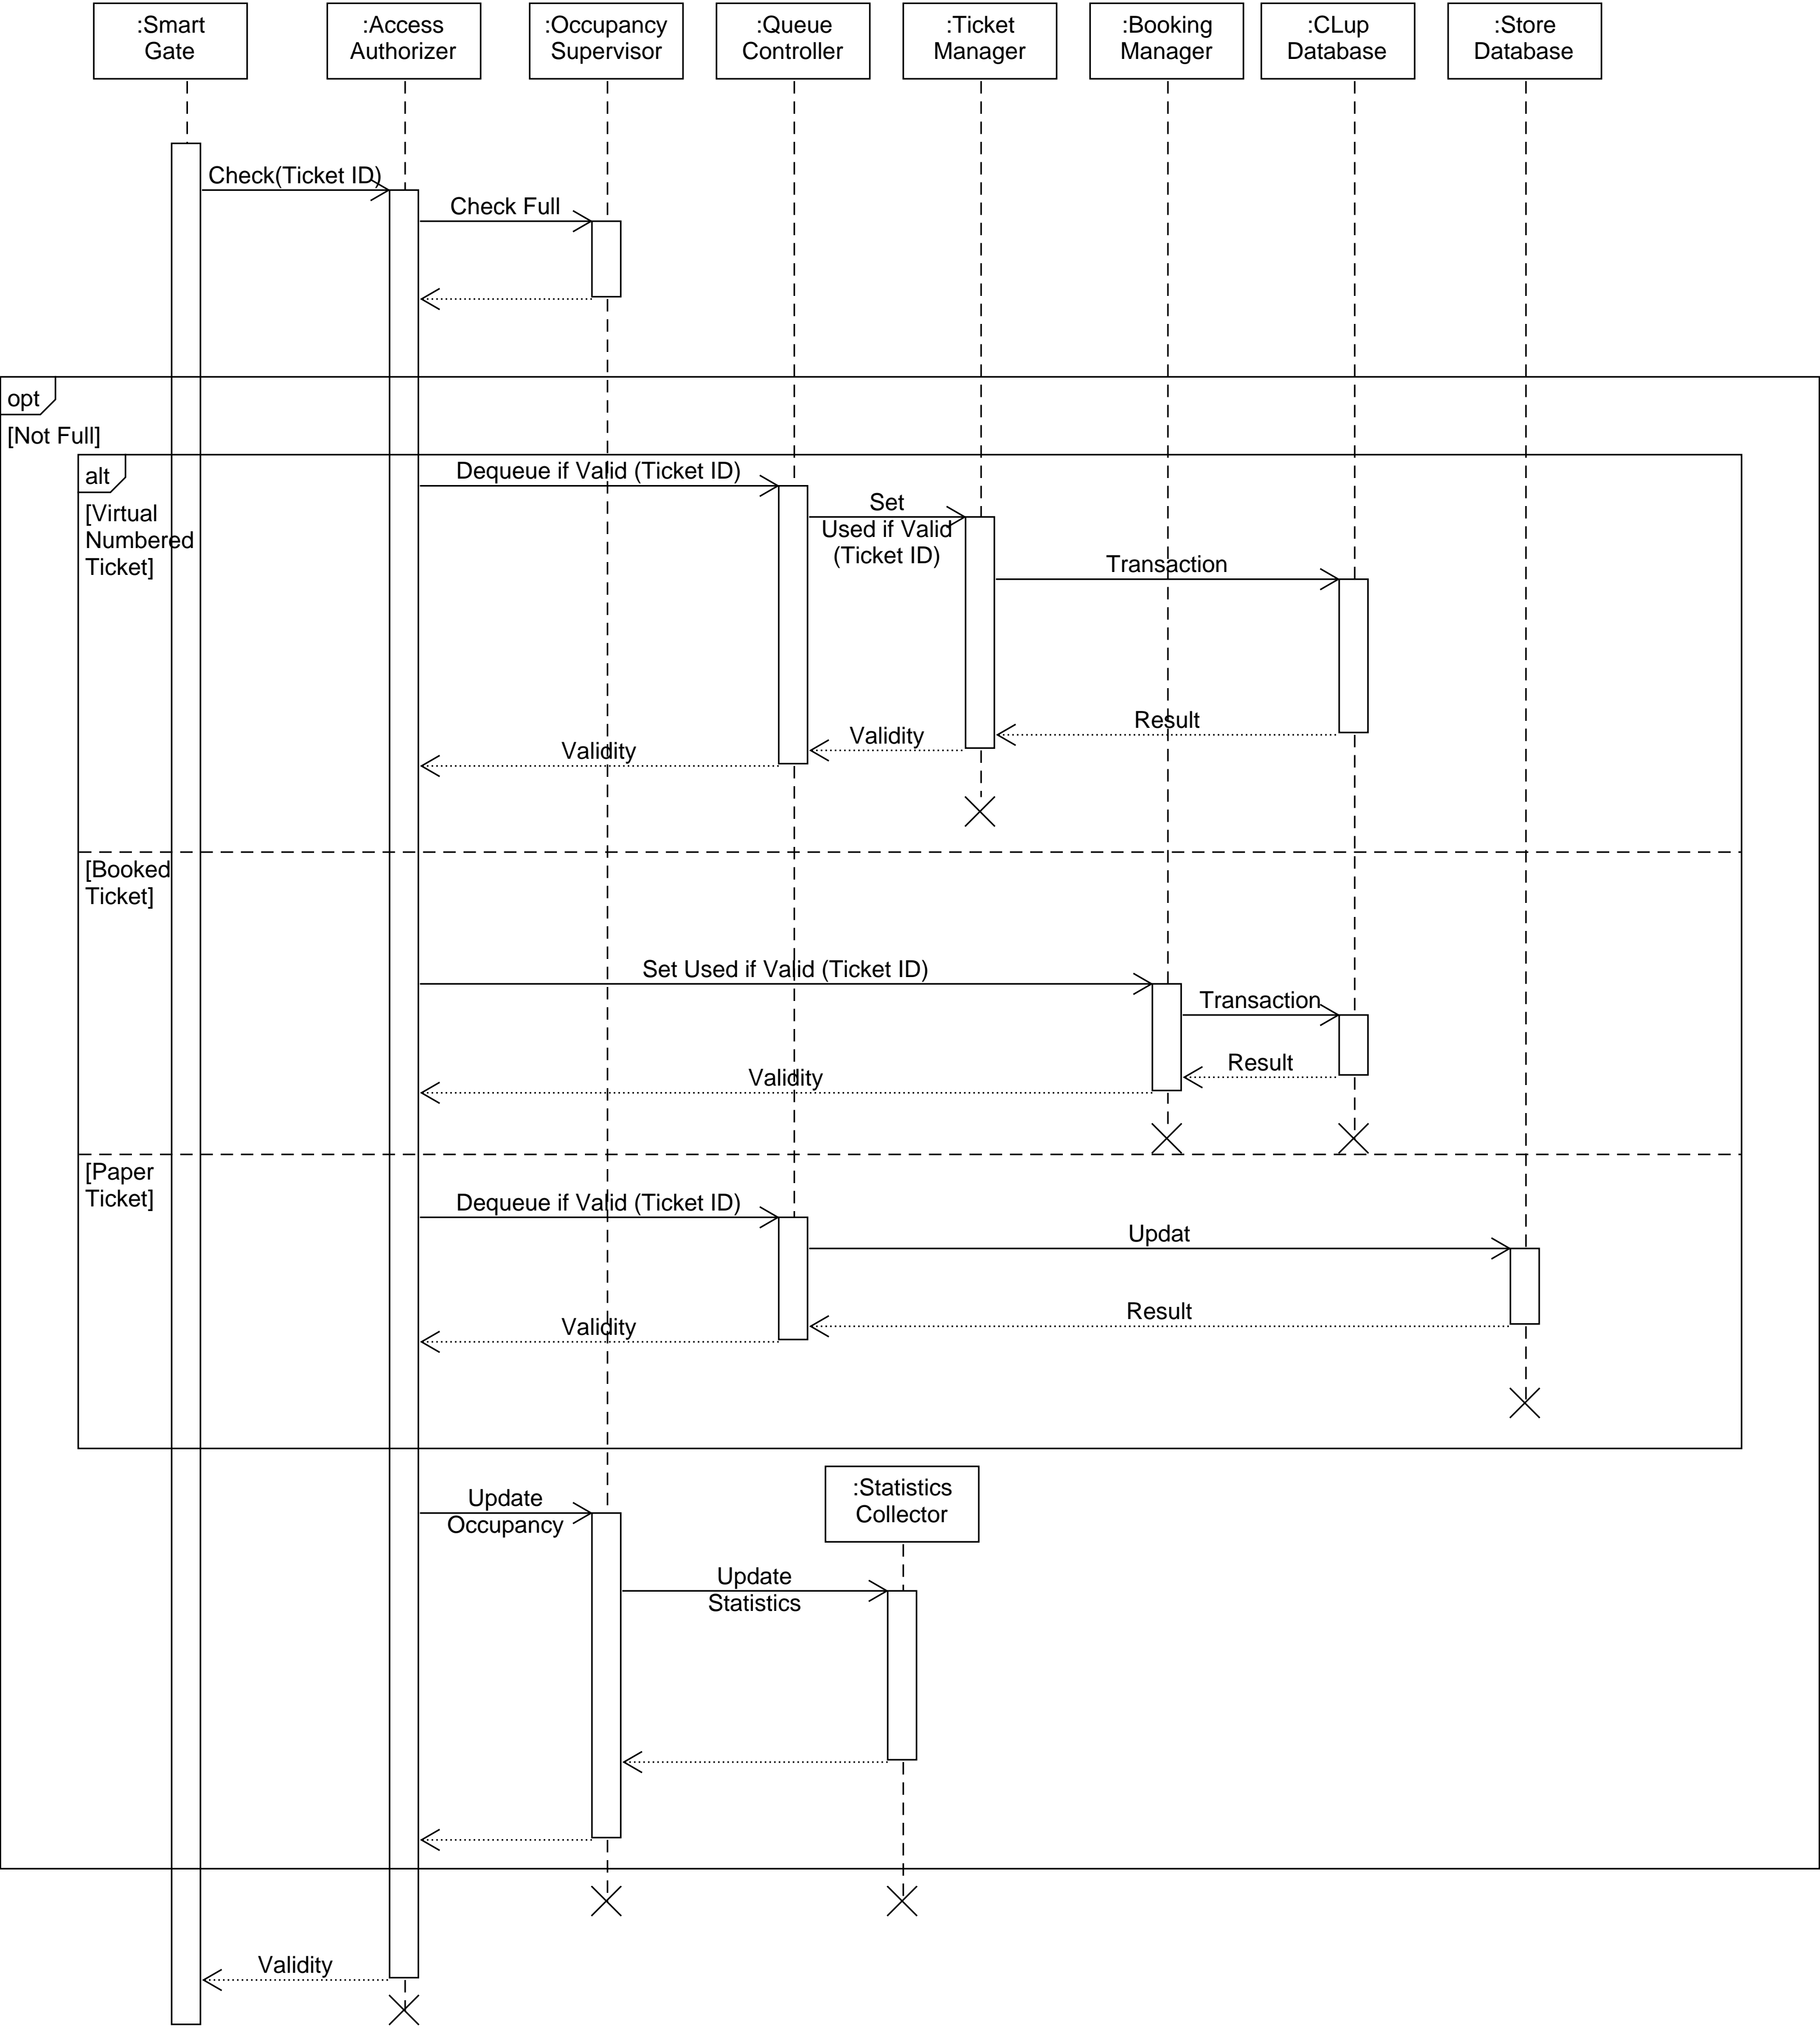 :Smart
Gate
:Access
Authorizer
:Occupancy
Supervisor
:Queue
Controller
:Ticket
Manager
:Booking
Manager
:CLup
Database
:Store
Database
Check(Ticket ID)
Check Full
opt
[Not Full]
alt
[Virtual
Numbered
Ticket]
Dequeue if Valid (Ticket ID)
Set
Used if Valid
(Ticket ID)
Transaction
Result
Validity
Validity
[Booked
Ticket]
Set Used if Valid (Ticket ID)
Transaction
Result
Validity
[Paper
Ticket]
Dequeue if Valid (Ticket ID)
Updat
Result
Validity
:Statistics
Collector
Update
Occupancy
Update
Statistics
Validity